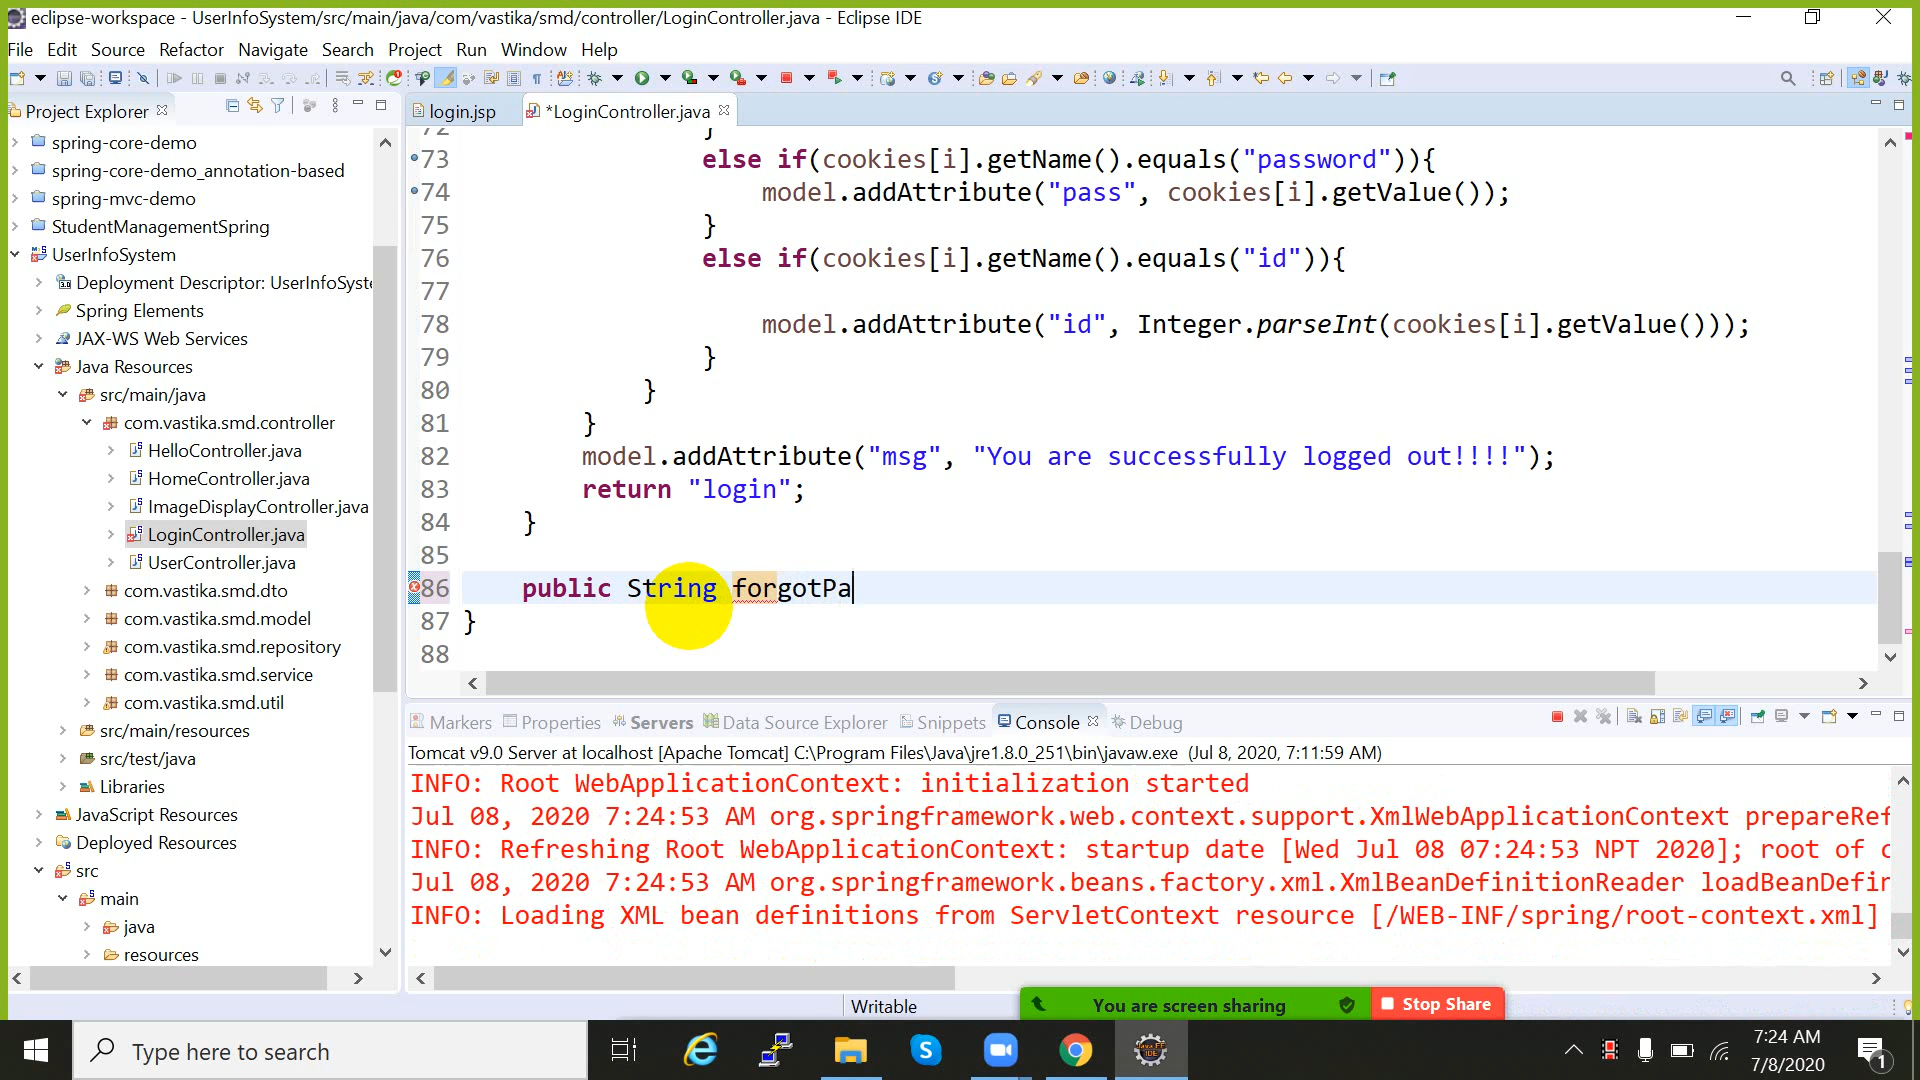 eclipse-workspace - UserInfoSystem/src/main/java/com/vastika/smd/controller/LoginController.java - Eclipse IDE
File Edit Source Refactor Navigate Search Project Run Window Help
Project Explorer
spring-core-demo
spring-core-demo_annotation-based
spring-mvc-demo
StudentManagementSpring
UserInfoSystem
Deployment Descriptor: UserInfoSyste
Spring Elements
JAX-WS Web Services
Java Resources
src/main/java
com.vastika.smd.controller
HelloController.java
HomeController.java
ImageDisplayController.java
LoginController.java
UserController.java
com.vastika.smd.dto
com.vastika.smd.model
com.vastika.smd.repository
com.vastika.smd.service
com.vastika.smd.util
src/main/resources
src/test/java
Libraries
JavaScript Resources
Deployed Resources
src
main
java
resources
login.jsp *LoginController.java
72 }
73 else if(cookies[i].getName().equals("password")){
74 model.addAttribute("pass", cookies[i].getValue());
75 }
76 else if(cookies[i].getName().equals("id")){
77
78 model.addAttribute("id", Integer.parseInt(cookies[i].getValue()));
79 }
80 }
81 }
82 model.addAttribute("msg", "You are successfully logged out!!!!");
83 return "login";
84 }
85
86 public String forgotPa
87 }
88
Markers Properties Servers Data Source Explorer Snippets Console Debug
Tomcat v9.0 Server at localhost [Apache Tomcat] C:\Program Files\Java\jre1.8.0_251\bin\javaw.exe (Jul 8, 2020, 7:11:59 AM)
INFO: Root WebApplicationContext: initialization started
Jul 08, 2020 7:24:53 AM org.springframework.web.context.support.XmlWebApplicationContext prepareRef
INFO: Refreshing Root WebApplicationContext: startup date [Wed Jul 08 07:24:53 NPT 2020]; root of c
Jul 08, 2020 7:24:53 AM org.springframework.beans.factory.xml.XmlBeanDefinitionReader loadBeanDefin
INFO: Loading XML bean definitions from ServletContext resource [/WEB-INF/spring/root-context.xml]
Writable
You are screen sharing
Stop Share
Type here to search
7:24 AM
7/8/2020
1